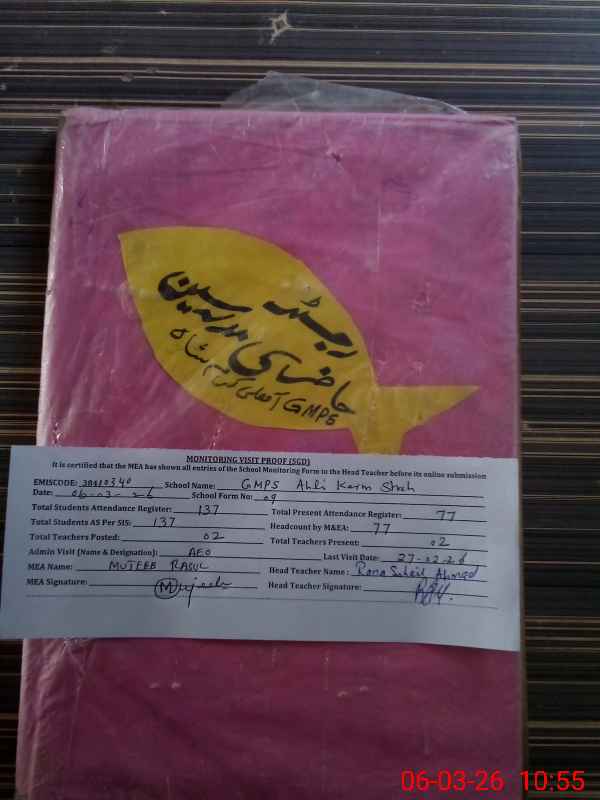 رجسٹر
حاضری مدرسین
GMPS آھلی کرم شاہ
MONITORING VISIT PROOF (SGD)
It is certified that the MEA has shown all entries of the School Monitoring Form to the Head Teacher before its online submission
EMISCODE: 38410340 School Name: GMPS Ahli Karm Shah
Date: 06-03-26 School Form No: 09
Total Students Attendance Register: 137 Total Present Attendance Register: 77
Total Students AS Per SIS: 137 Headcount by M&EA: 77
Total Teachers Posted: 02 Total Teachers Present: 02
Admin Visit (Name & Designation): AEO Last Visit Date: 27-02-26
MEA Name: MUJEEB RASUL Head Teacher Name: Rana Suhail Ahmad
MEA Signature: Mujeeb Head Teacher Signature:
06-03-26 10:55